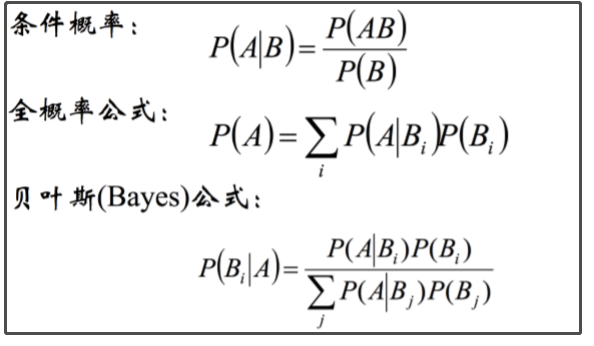 条件概率：
P(A|B)=P(AB)/P(B)
全概率公式：
P(A)=∑_i P(A|B_i)P(B_i)
贝叶斯(Bayes)公式：
P(B_i|A)=P(A|B_i)P(B_i)/∑_j P(A|B_j)P(B_j)